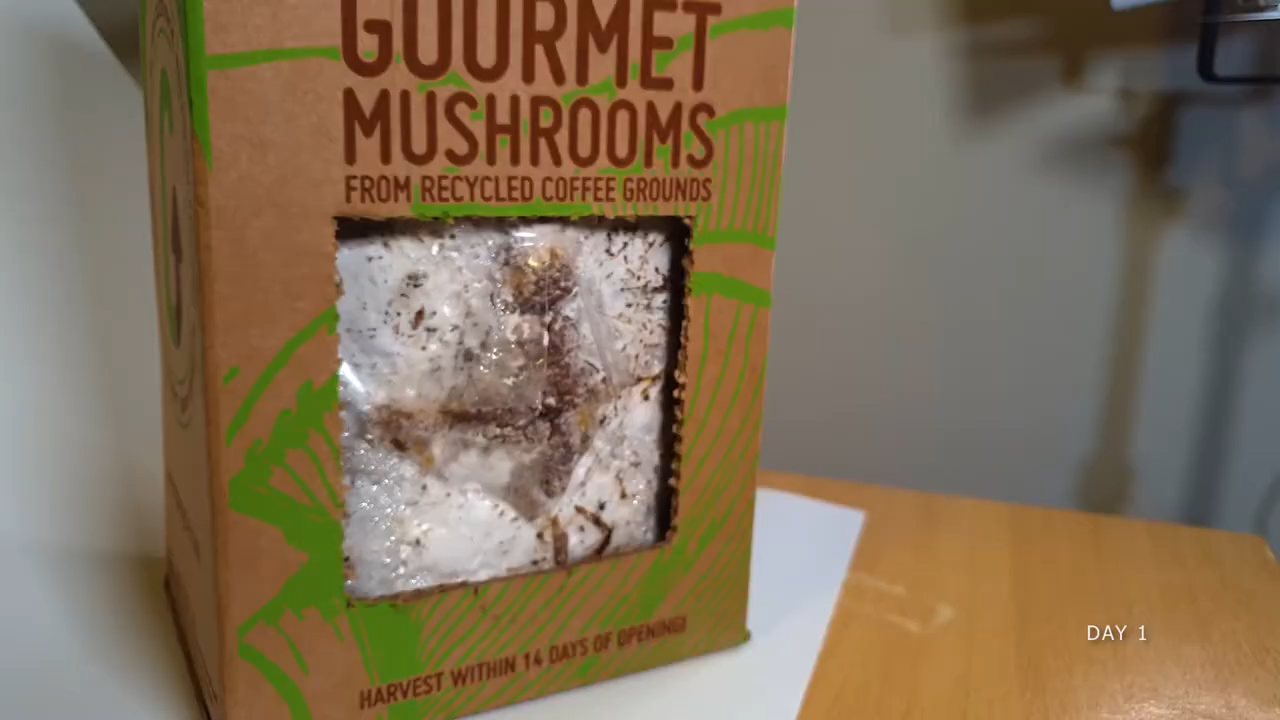 GOURMET
MUSHROOMS
FROM RECYCLED COFFEE GROUNDS
HARVEST WITHIN 14 DAYS OF OPENING!
DAY 1